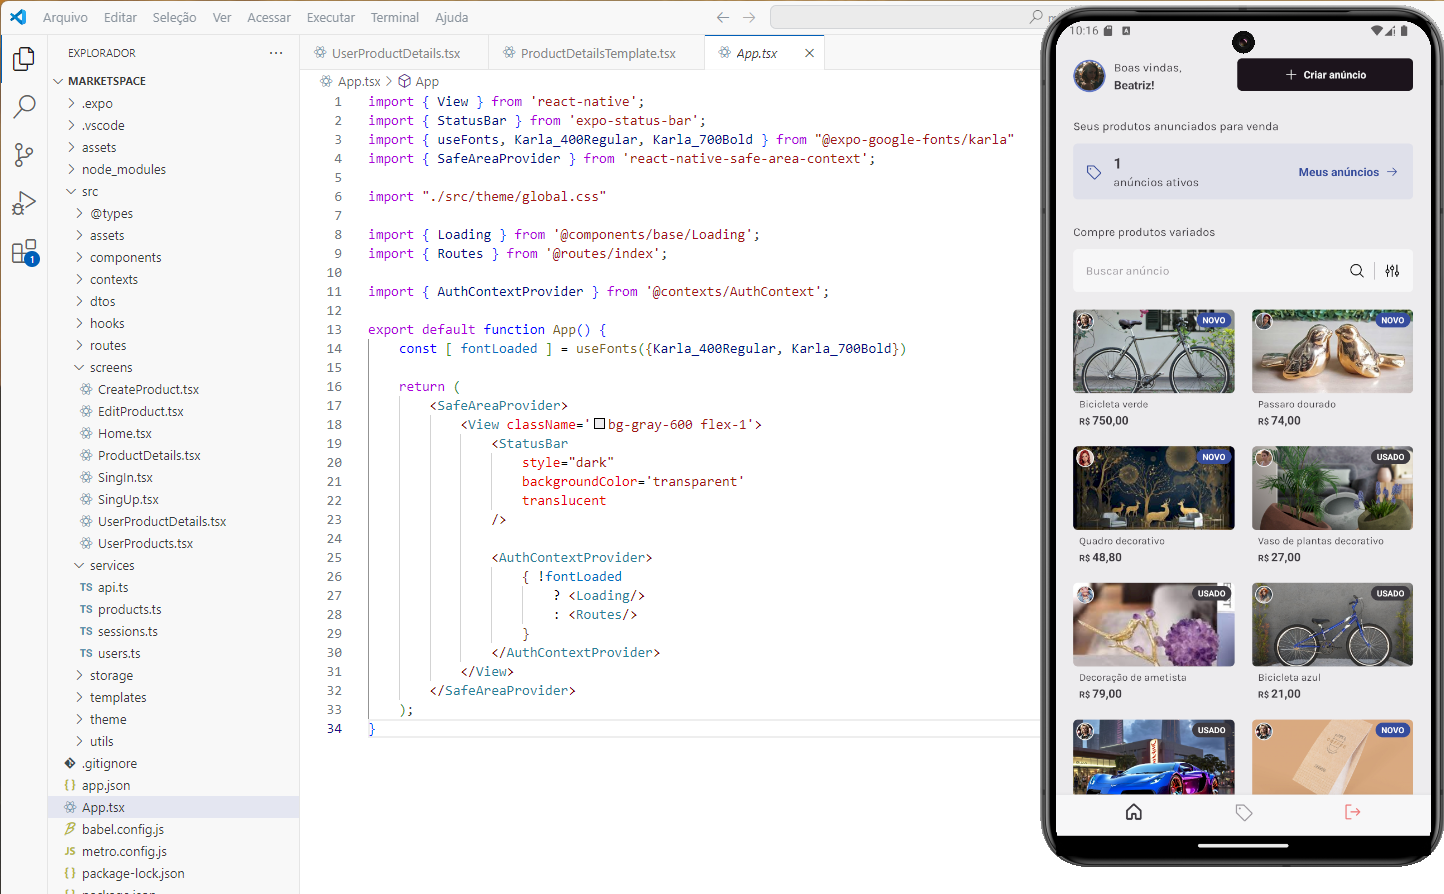 Arquivo Editar Seleção Ver Acessar Executar Terminal Ajuda
EXPLORADOR
MARKETSPACE
.expo
.vscode
assets
node_modules
src
@types
assets
components
contexts
dtos
hooks
routes
screens
CreateProduct.tsx
EditProduct.tsx
Home.tsx
ProductDetails.tsx
SingIn.tsx
SingUp.tsx
UserProductDetails.tsx
UserProducts.tsx
services
TS api.ts
TS products.ts
TS sessions.ts
TS users.ts
storage
templates
theme
utils
.gitignore
{} app.json
App.tsx
babel.config.js
JS metro.config.js
{} package-lock.json
1
UserProductDetails.tsx ProductDetailsTemplate.tsx App.tsx
App.tsx > App
1 import { View } from 'react-native';
2 import { StatusBar } from 'expo-status-bar';
3 import { useFonts, Karla_400Regular, Karla_700Bold } from "@expo-google-fonts/karla"
4 import { SafeAreaProvider } from 'react-native-safe-area-context';
5
6 import "./src/theme/global.css"
7
8 import { Loading } from '@components/base/Loading';
9 import { Routes } from '@routes/index';
10
11 import { AuthContextProvider } from '@contexts/AuthContext';
12
13 export default function App() {
14 const [ fontLoaded ] = useFonts({Karla_400Regular, Karla_700Bold})
15
16 return (
17 <SafeAreaProvider>
18 <View className='bg-gray-600 flex-1'>
19 <StatusBar
20 style="dark"
21 backgroundColor='transparent'
22 translucent
23 />
24
25 <AuthContextProvider>
26 { !fontLoaded
27 ? <Loading/>
28 : <Routes/>
29 }
30 </AuthContextProvider>
31 </View>
32 </SafeAreaProvider>
33 );
34 }
10:16
Boas vindas,
Beatriz!
+ Criar anúncio
Seus produtos anunciados para venda
1
anúncios ativos
Meus anúncios
Compre produtos variados
Buscar anúncio
NOVO
Bicicleta verde
R$ 750,00
NOVO
Passaro dourado
R$ 74,00
NOVO
Quadro decorativo
R$ 48,80
USADO
Vaso de plantas decorativo
R$ 27,00
USADO
Decoração de ametista
R$ 79,00
USADO
Bicicleta azul
R$ 21,00
USADO
NOVO